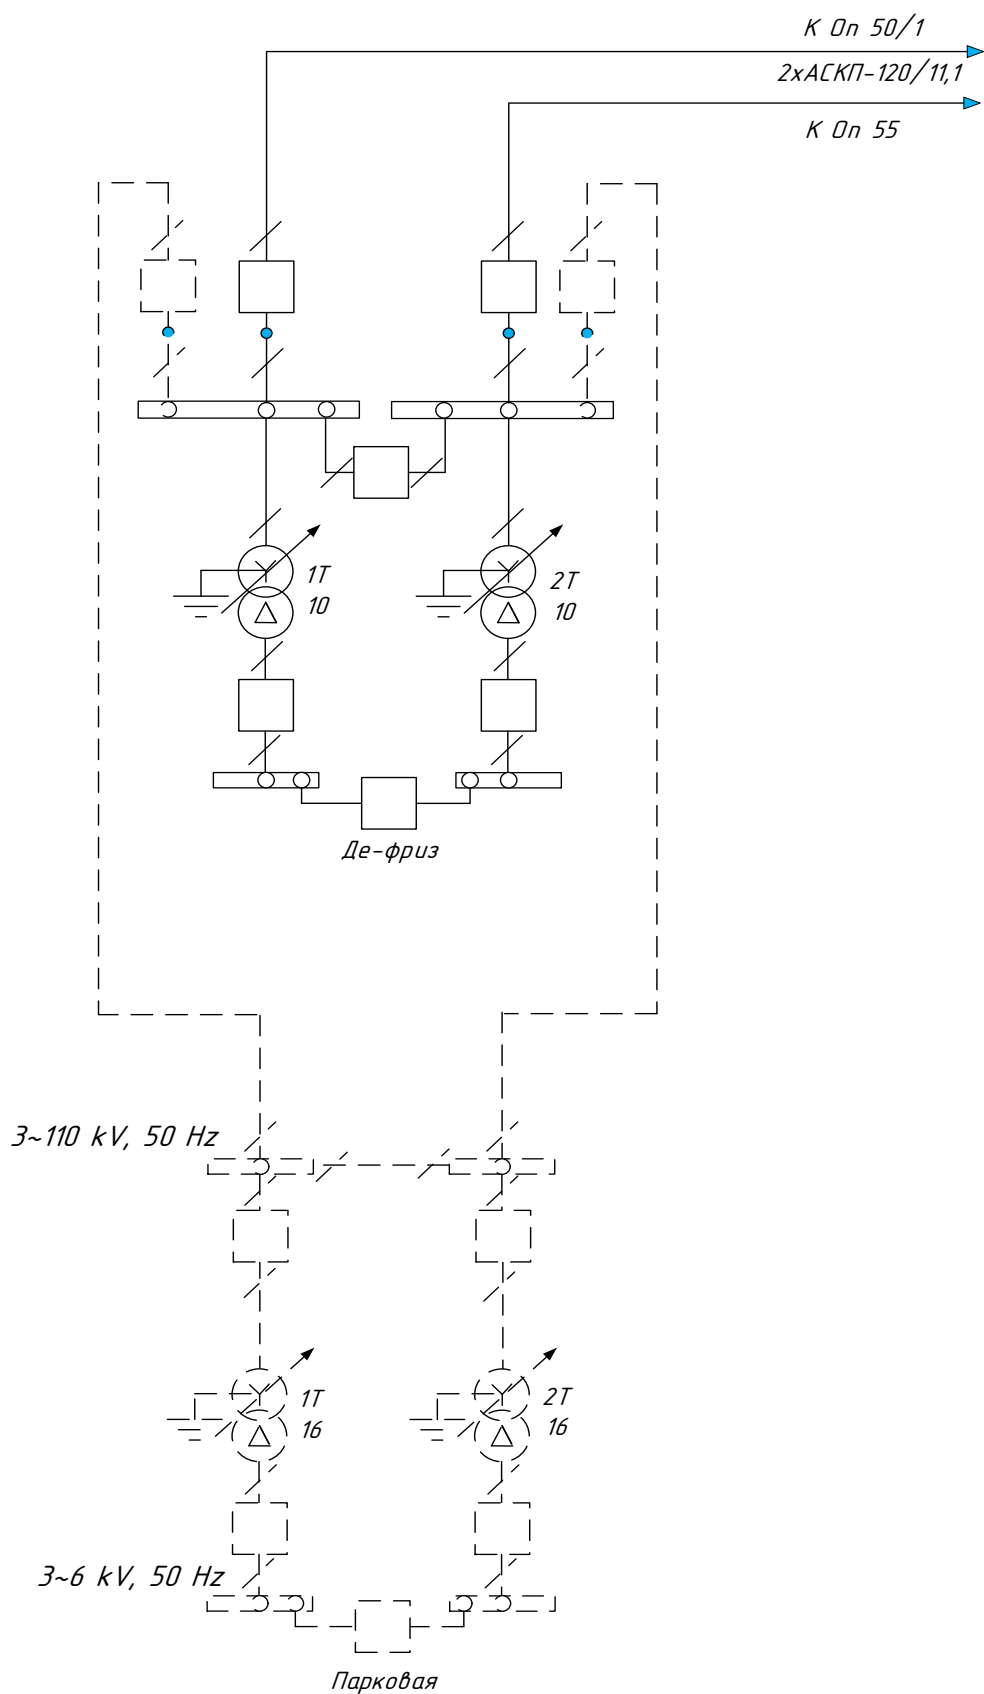 К Оп 50/1
2хАСКП-120/11,1
К Оп 55
1Т
10
2Т
10
Де-фриз
3~110 kV, 50 Hz
1Т
16
2Т
16
3~6 kV, 50 Hz
Парковая